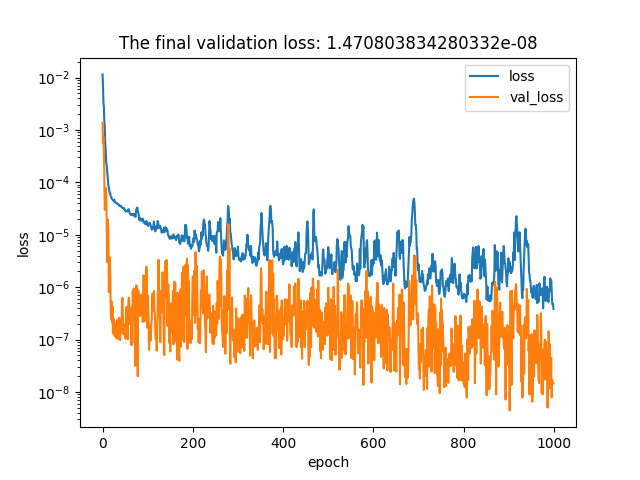 The final validation loss: 1.470803834280332e-08
loss
val_loss
10⁻²
10⁻³
10⁻⁴
10⁻⁵
10⁻⁶
10⁻⁷
10⁻⁸
loss
0 200 400 600 800 1000
epoch